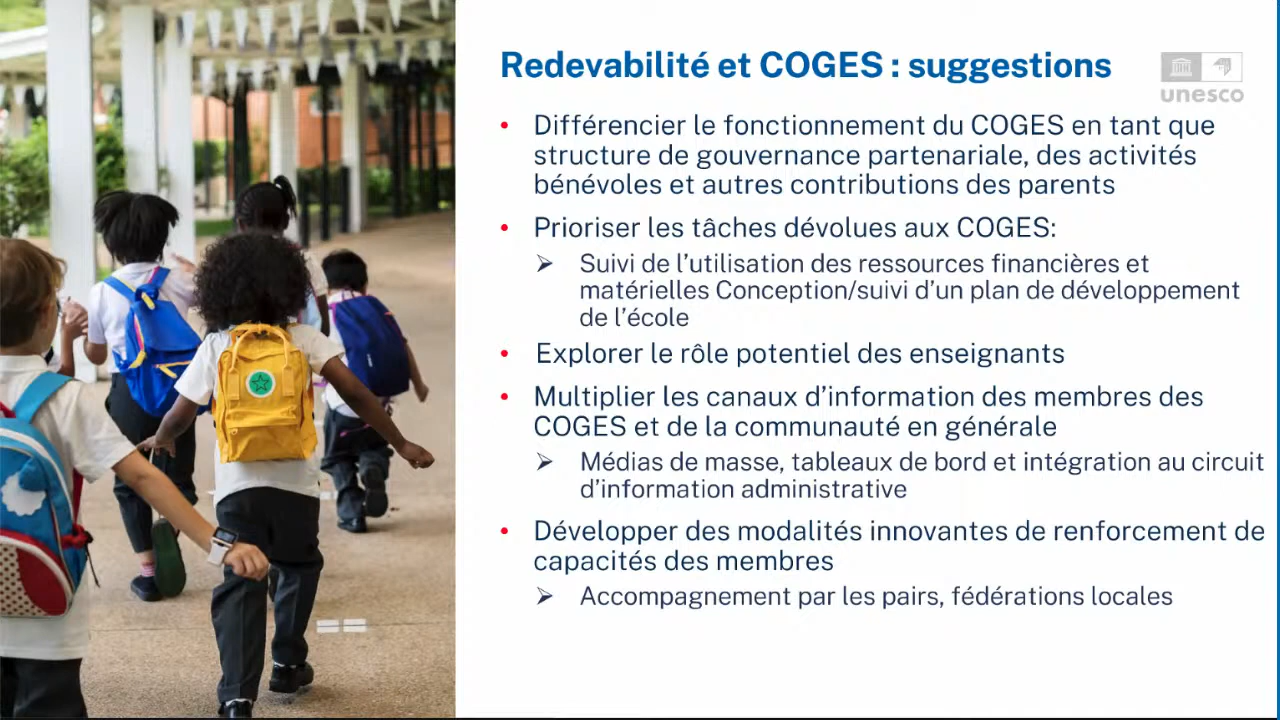 Redevabilité et COGES : suggestions
unesco
• Différencier le fonctionnement du COGES en tant que
structure de gouvernance partenariale, des activités
bénévoles et autres contributions des parents
• Prioriser les tâches dévolues aux COGES:
➢ Suivi de l’utilisation des ressources financières et
matérielles Conception/suivi d’un plan de développement
de l’école
• Explorer le rôle potentiel des enseignants
• Multiplier les canaux d’information des membres des
COGES et de la communauté en générale
➢ Médias de masse, tableaux de bord et intégration au circuit
d’information administrative
• Développer des modalités innovantes de renforcement de
capacités des membres
➢ Accompagnement par les pairs, fédérations locales